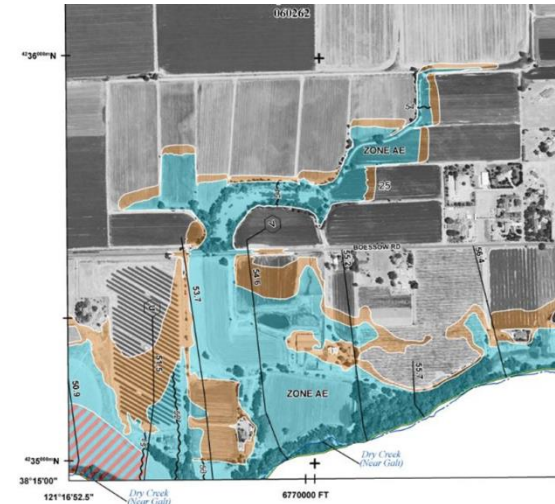 060262
4236000mN
ZONE AE
25
BOESSOW RD
56.4
55.2
54.6
53.7
51.5
55.7
50.9
ZONE AE
Dry Creek
(Near Galt)
4235000mN
38°15'00"
121°16'52.5"
Dry Creek
(Near Galt)
6770000 FT